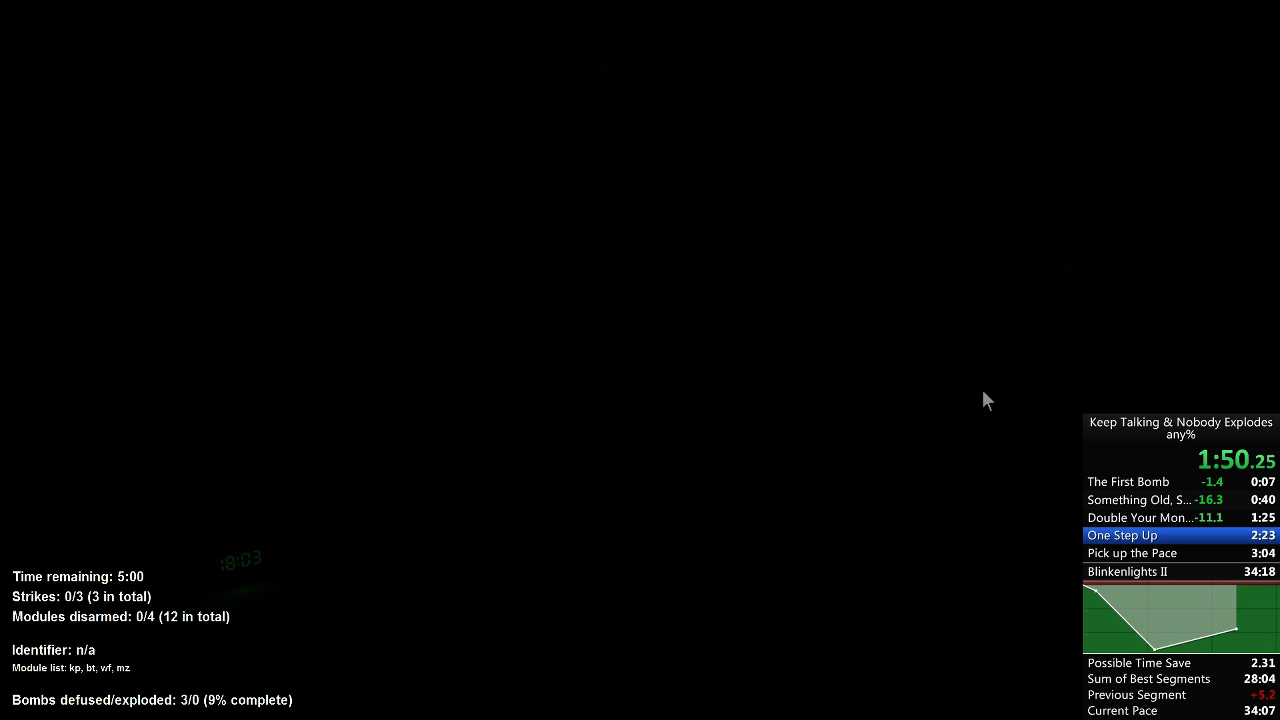 18:03
Time remaining: 5:00
Strikes: 0/3 (3 in total)
Modules disarmed: 0/4 (12 in total)
Identifier: n/a
Module list: kp, bt, wf, mz
Bombs defused/exploded: 3/0 (9% complete)
Keep Talking & Nobody Explodes
any%
1:50.25
The First Bomb -1.4 0:07
Something Old, S... -16.3 0:40
Double Your Mon... -11.1 1:25
One Step Up 2:23
Pick up the Pace 3:04
Blinkenlights II 34:18
Possible Time Save 2.31
Sum of Best Segments 28:04
Previous Segment +5.2
Current Pace 34:07